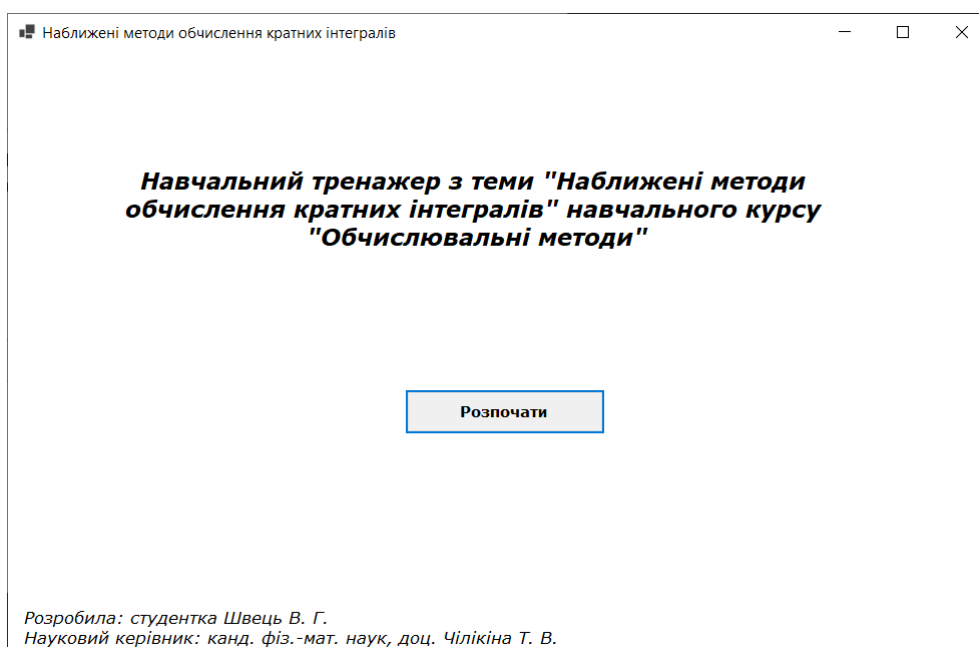 Наближені методи обчислення кратних інтегралів
Навчальний тренажер з теми "Наближені методи
обчислення кратних інтегралів" навчального курсу
"Обчислювальні методи"
Розпочати
Розробила: студентка Швець В. Г.
Науковий керівник: канд. фіз.-мат. наук, доц. Чілікіна Т. В.